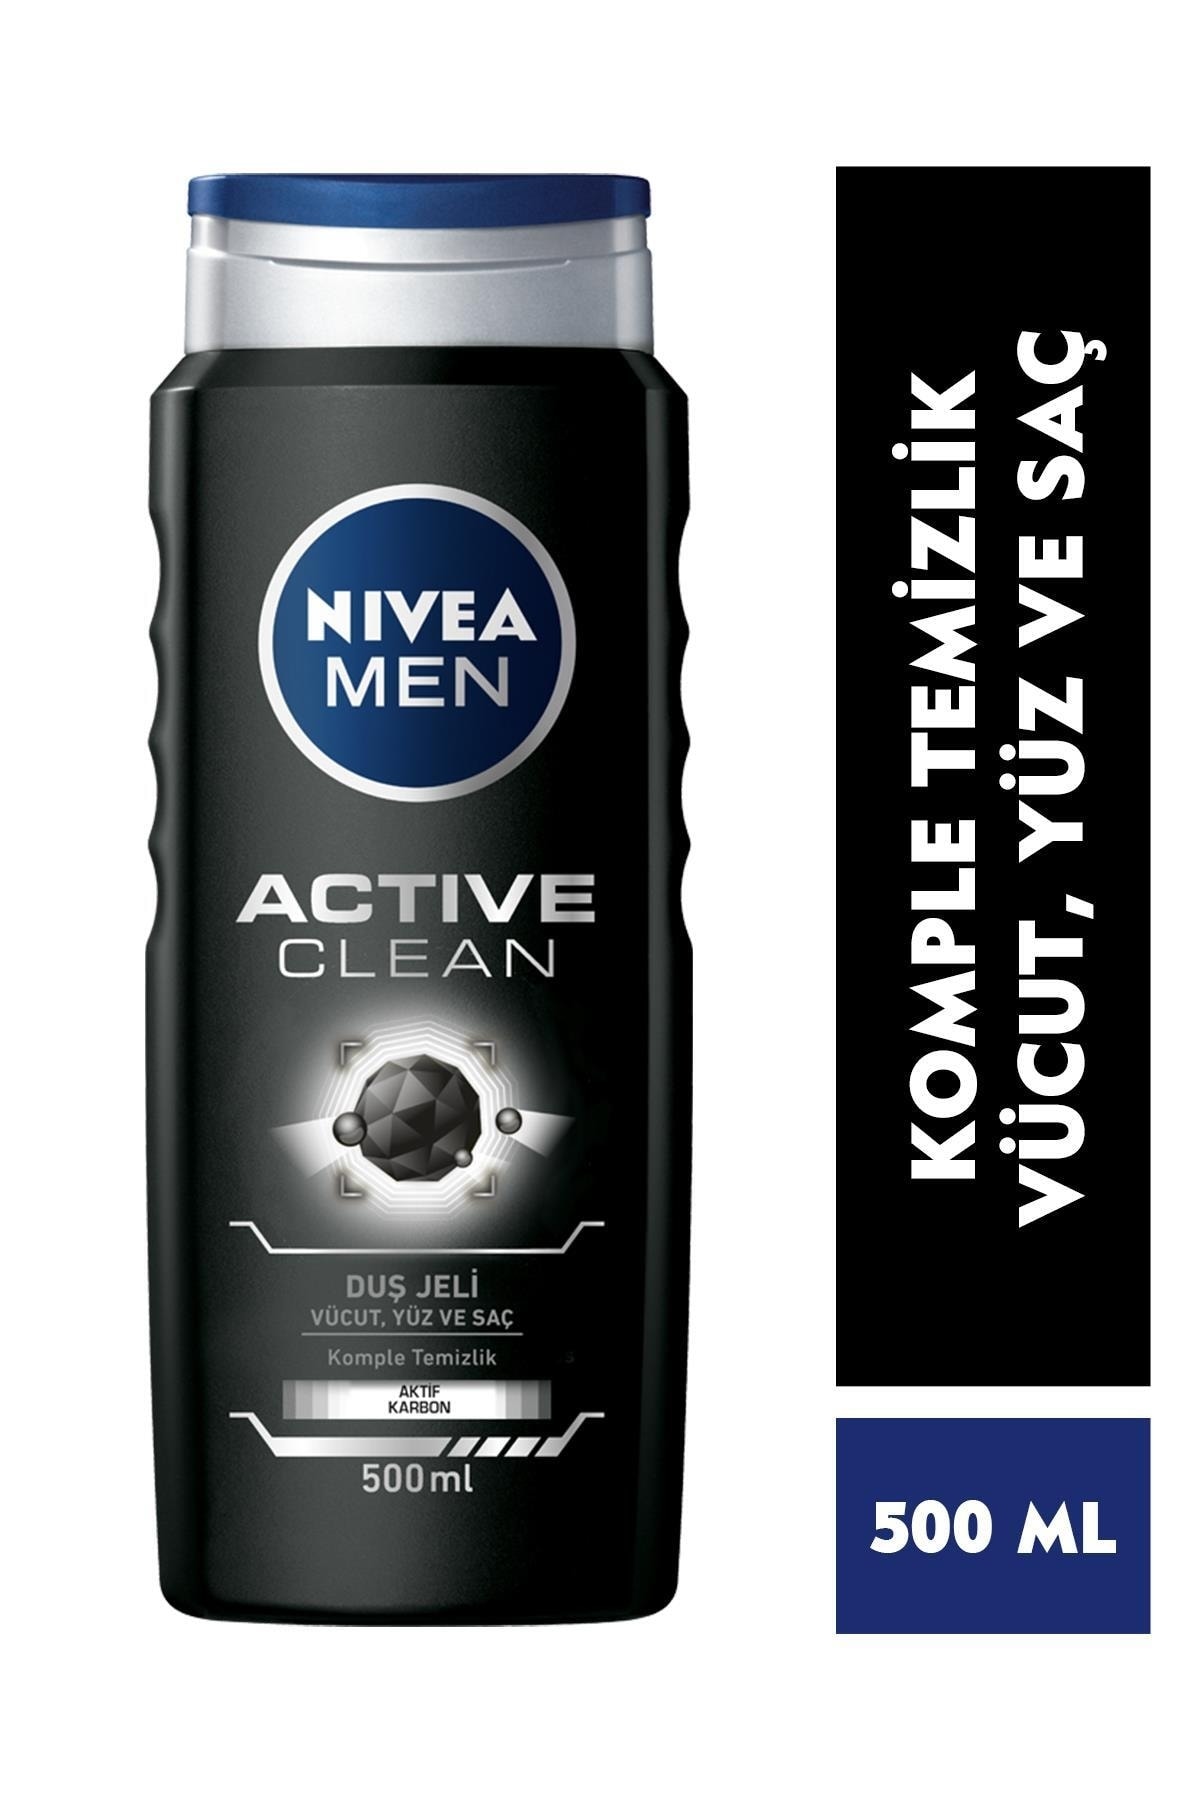 NIVEA
MEN
ACTIVE
CLEAN
DUŞ JELİ
VÜCUT, YÜZ VE SAÇ
Komple Temizlik
AKTİF
KARBON
500ml
KOMPLE TEMİZLİK
VÜCUT, YÜZ VE SAÇ
500 ML